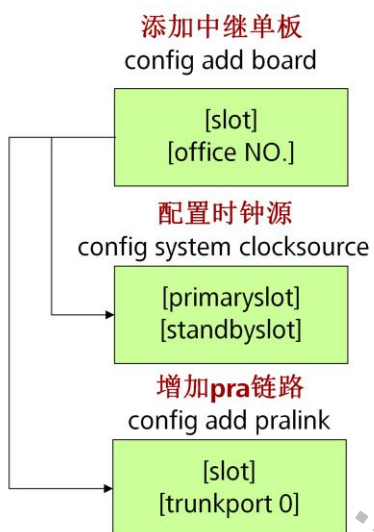 添加中继单板
config add board
[slot]
[office NO.]
配置时钟源
config system clocksource
[primaryslot]
[standbyslot]
增加pra链路
config add pralink
[slot]
[trunkport 0]